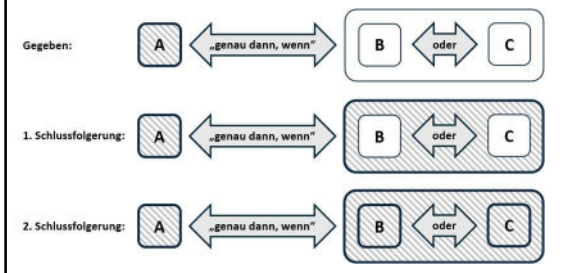 Gegeben: A „genau dann, wenn“ B oder C
1. Schlussfolgerung: A „genau dann, wenn“ B oder C
2. Schlussfolgerung: A „genau dann, wenn“ B oder C